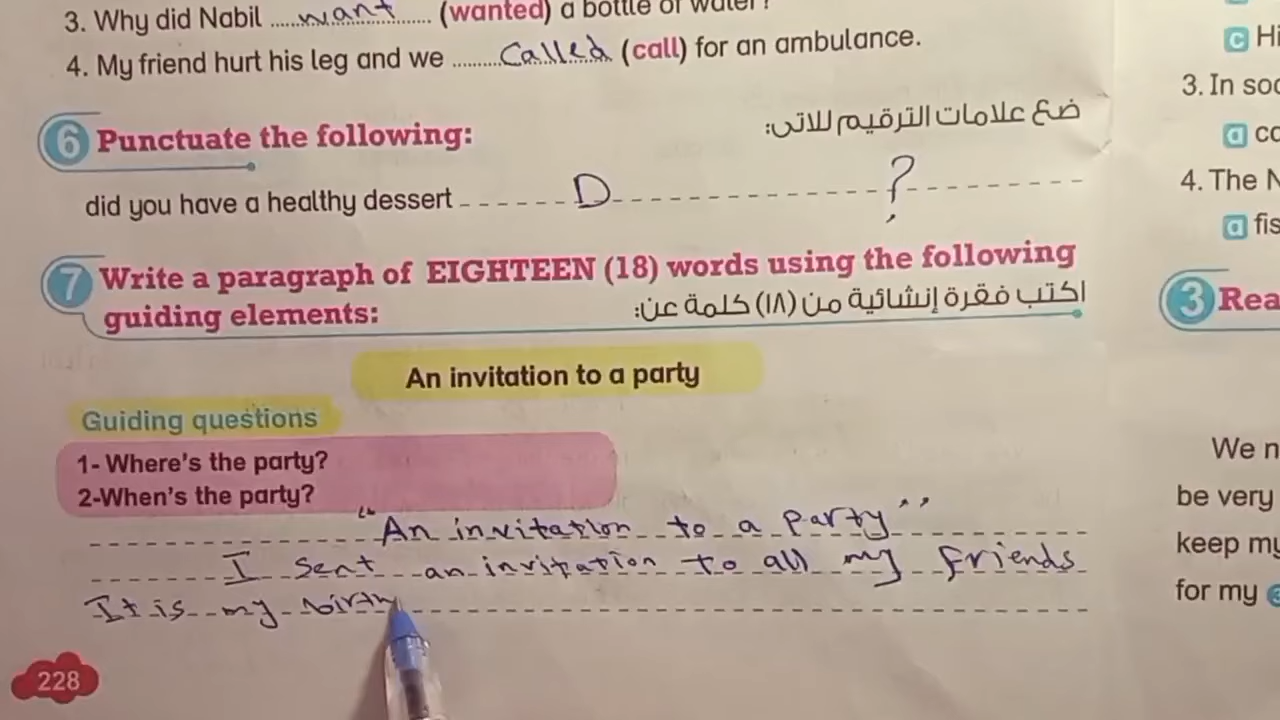 3. Why did Nabil ......want...... (wanted) a bottle of water?
4. My friend hurt his leg and we .........Called (call) for an ambulance.
6 Punctuate the following:
ضع علامات الترقيم للاتى:
did you have a healthy dessert D ?
7 Write a paragraph of EIGHTEEN (18) words using the following
guiding elements:
اكتب فقرة إنشائية من (١٨) كلمة عن:
An invitation to a party
Guiding questions
1- Where's the party?
2-When's the party?
"An invitation to a party"
I sent an invitation to all my friends
It is my birth
228
c Hi
3. In soc
a co
4. The N
a fis
3 Rea
We n
be very
keep my
for my